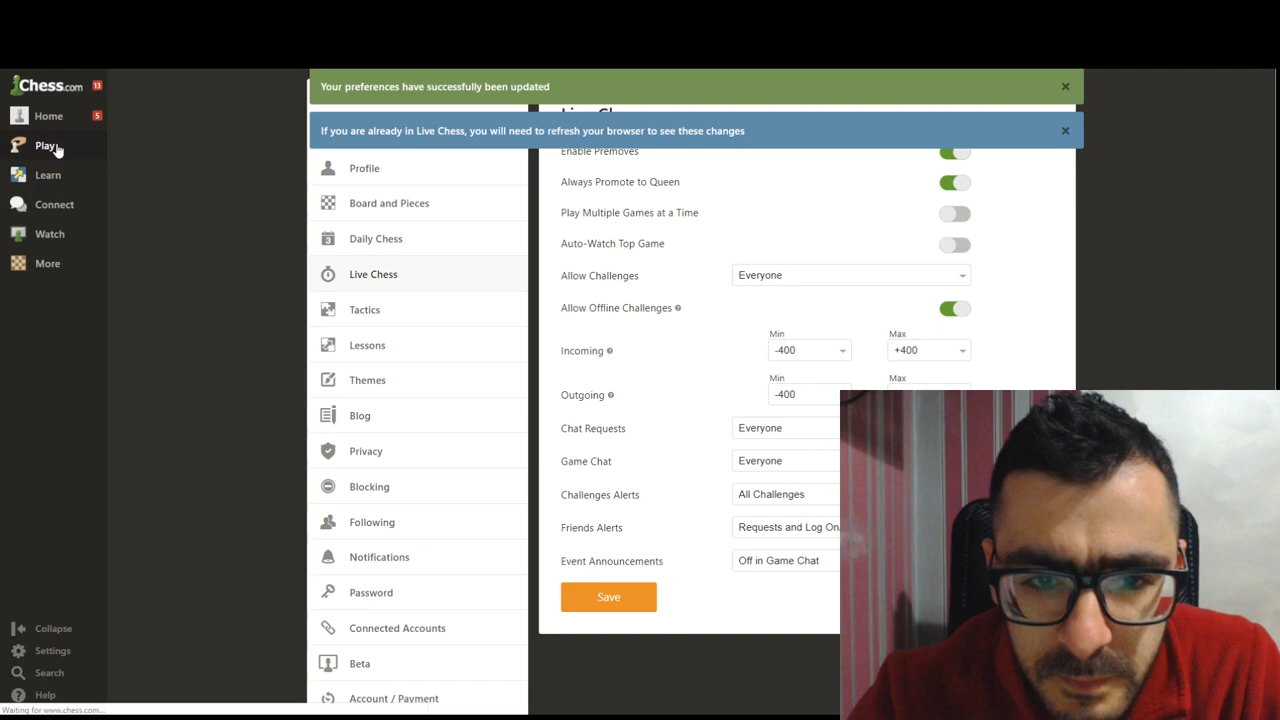 Chess.com 13
Home 5
Play
Learn
Connect
Watch
More
Collapse
Settings
Search
Help
Waiting for www.chess.com...
Your preferences have successfully been updated ×
If you are already in Live Chess, you will need to refresh your browser to see these changes ×
Profile
Board and Pieces
3 Daily Chess
Live Chess
Tactics
Lessons
Themes
Blog
Privacy
Blocking
Following
Notifications
Password
Connected Accounts
Beta
Account / Payment
Enable Premoves
Always Promote to Queen
Play Multiple Games at a Time
Auto-Watch Top Game
Allow Challenges Everyone
Allow Offline Challenges ?
Min Max
Incoming ? -400 +400
Min Max
Outgoing ? -400
Chat Requests Everyone
Game Chat Everyone
Challenges Alerts All Challenges
Friends Alerts Requests and Log On
Event Announcements Off in Game Chat
Save